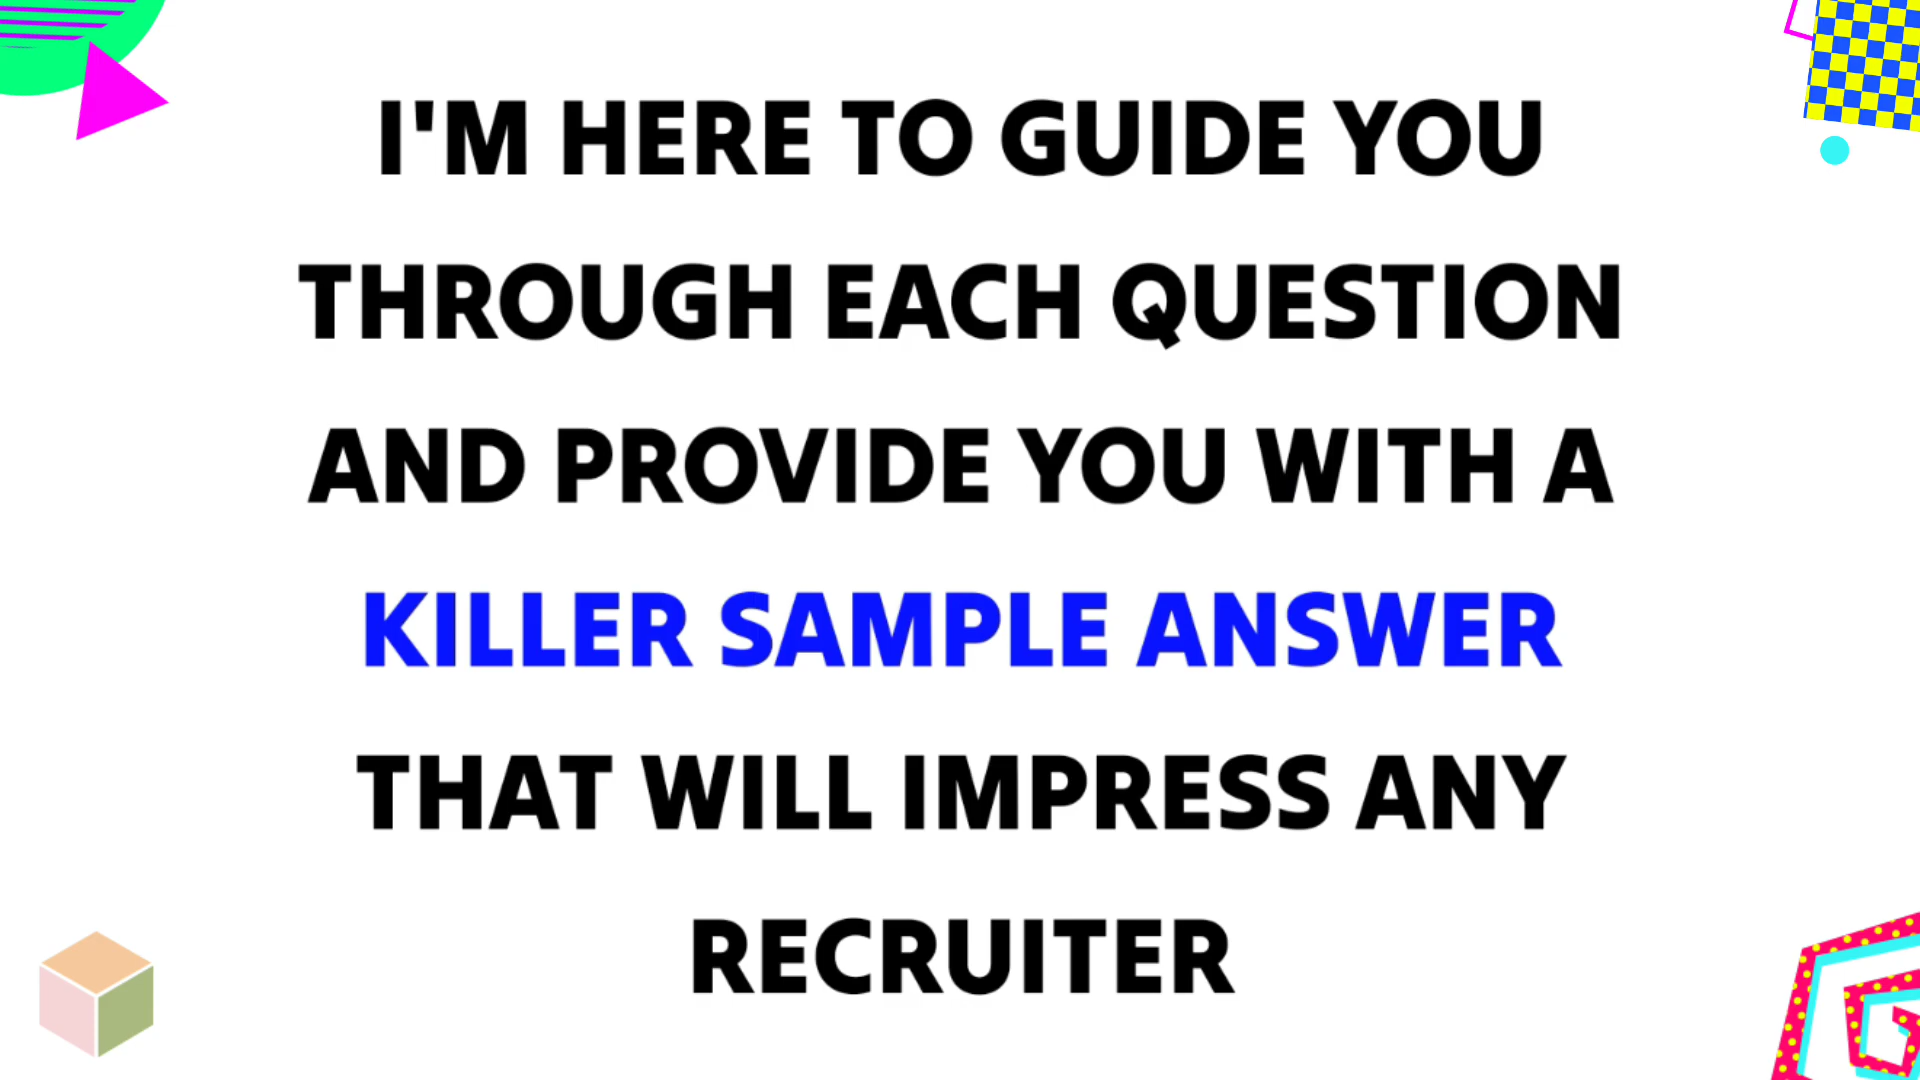 I'M HERE TO GUIDE YOU
THROUGH EACH QUESTION
AND PROVIDE YOU WITH A
KILLER SAMPLE ANSWER
THAT WILL IMPRESS ANY
RECRUITER